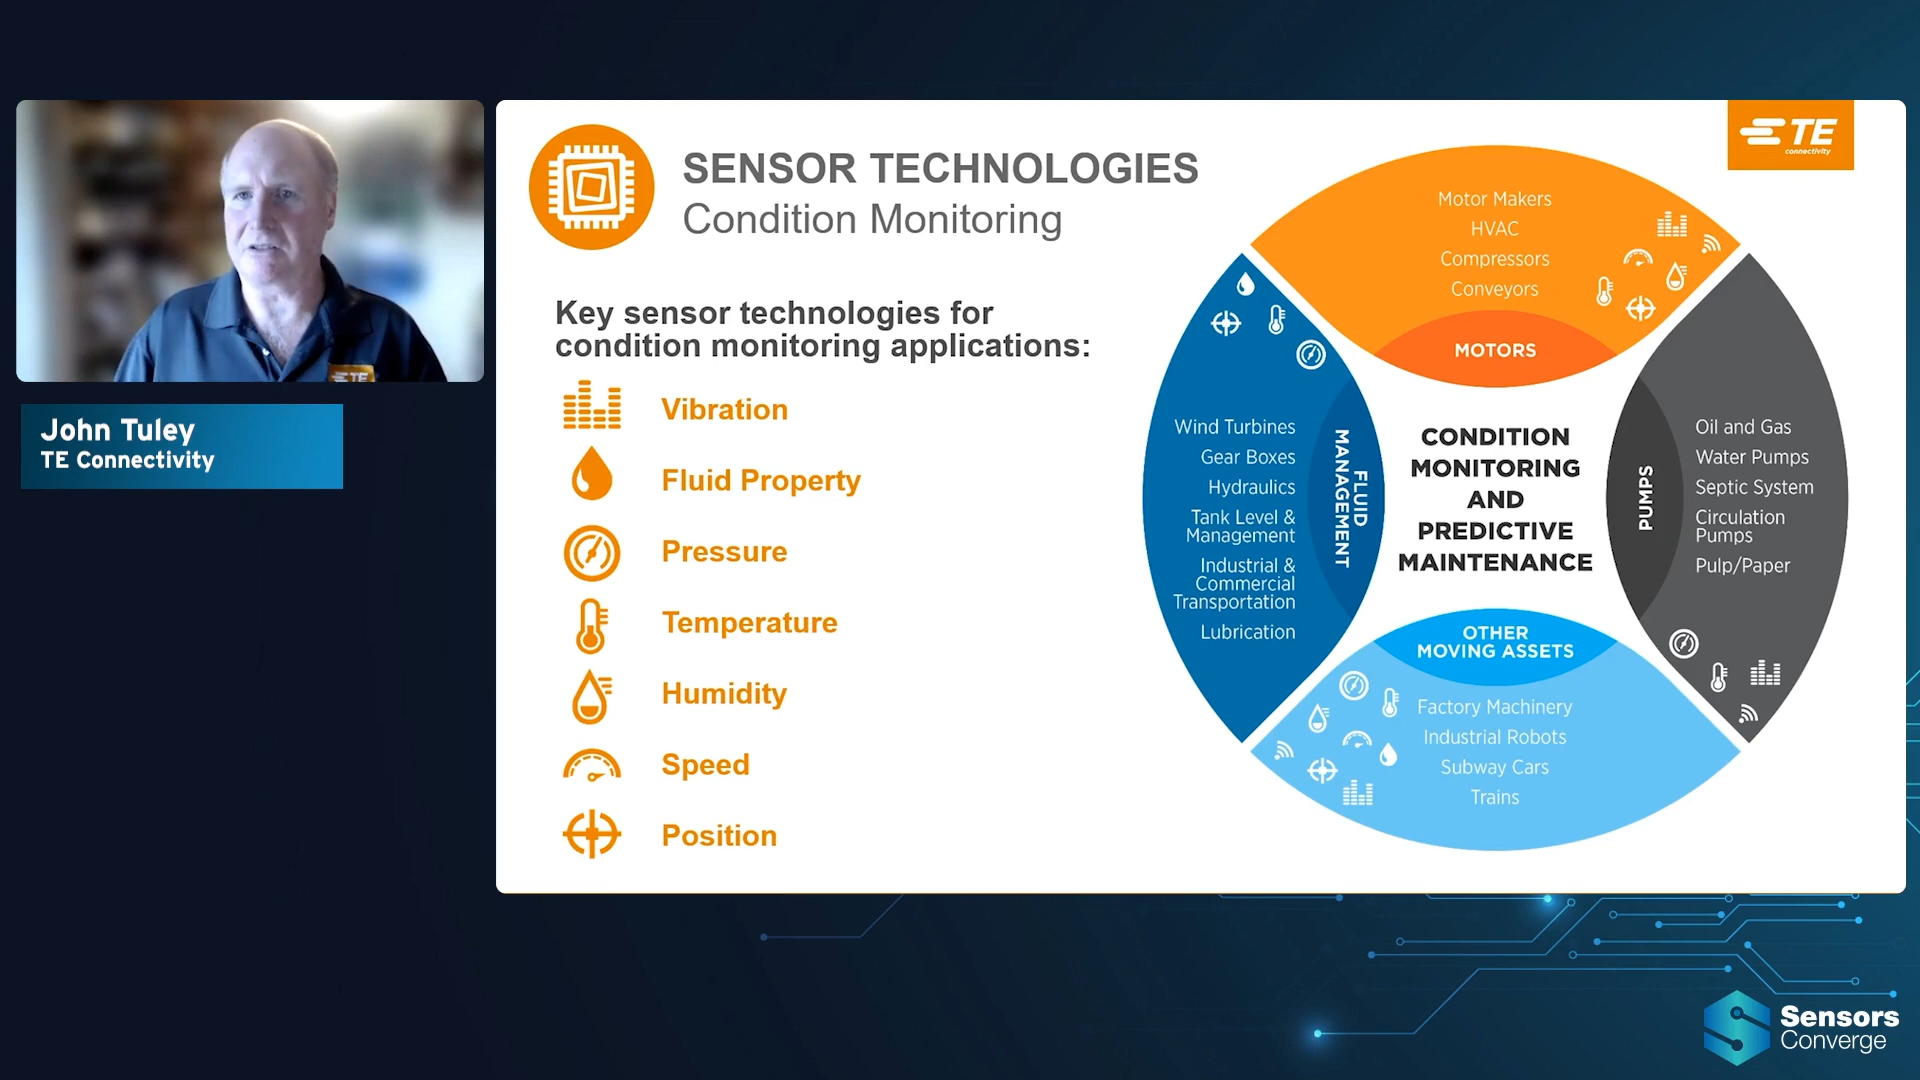 John Tuley
TE Connectivity
TE
connectivity
SENSOR TECHNOLOGIES
Condition Monitoring
Key sensor technologies for
condition monitoring applications:
Vibration
Fluid Property
Pressure
Temperature
Humidity
Speed
Position
Motor Makers
HVAC
Compressors
Conveyors
MOTORS
Wind Turbines
Gear Boxes
Hydraulics
Tank Level &
Management
Industrial &
Commercial
Transportation
Lubrication
FLUID
MANAGEMENT
CONDITION
MONITORING
AND
PREDICTIVE
MAINTENANCE
PUMPS
Oil and Gas
Water Pumps
Septic System
Circulation
Pumps
Pulp/Paper
OTHER
MOVING ASSETS
Factory Machinery
Industrial Robots
Subway Cars
Trains
Sensors
Converge